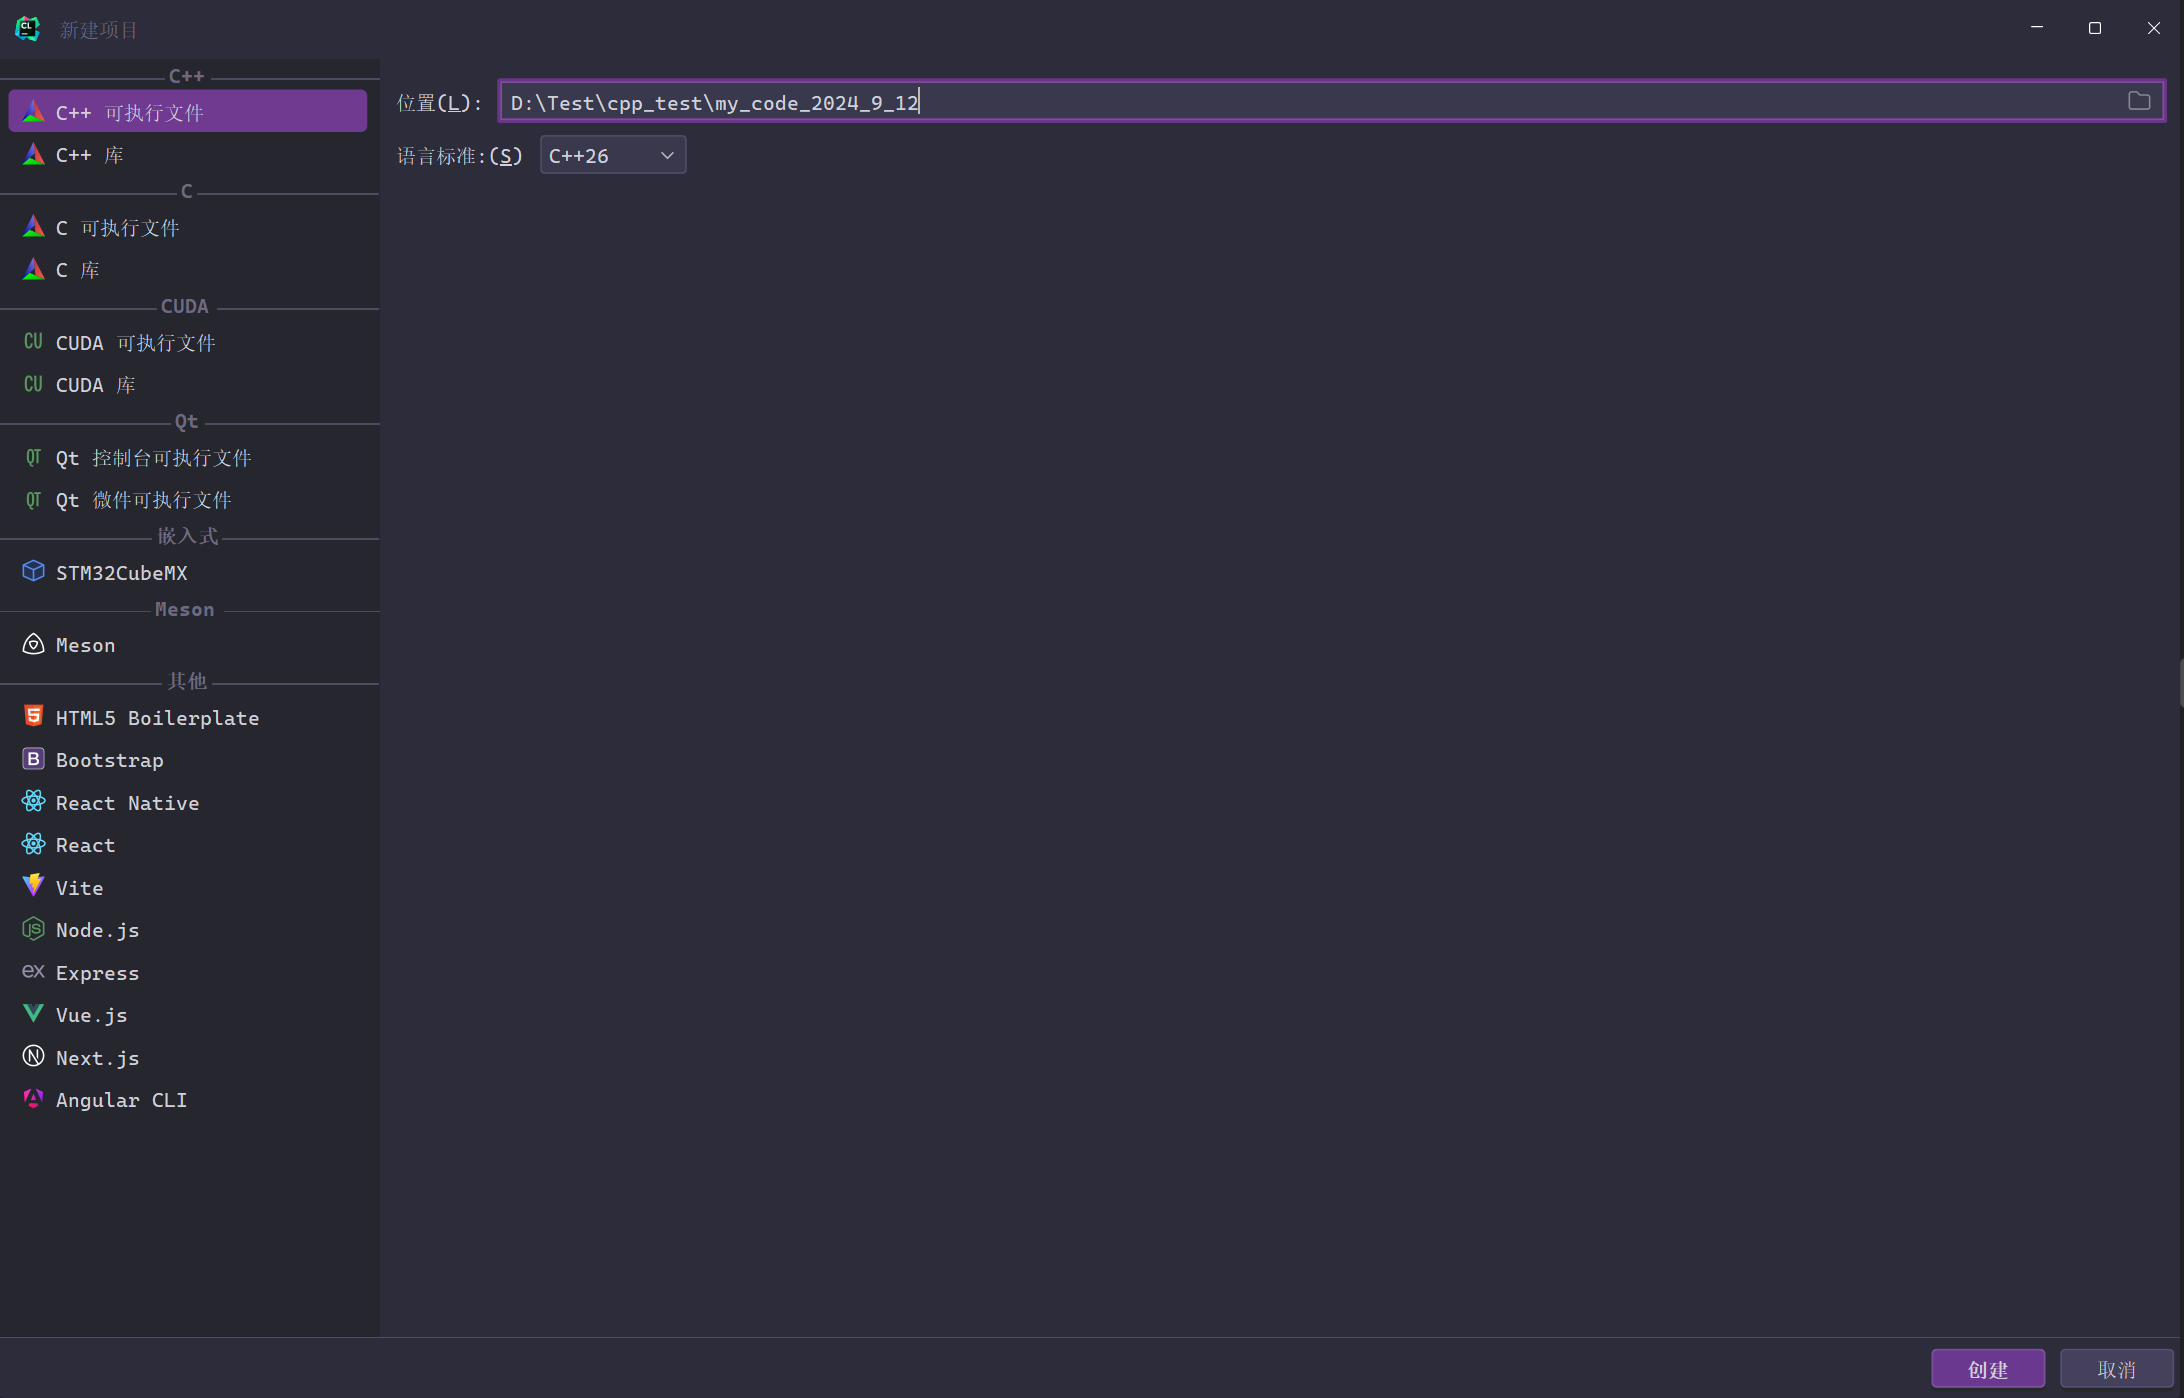 新建项目
C++
C++ 可执行文件
C++ 库
C
C 可执行文件
C 库
CUDA
CU CUDA 可执行文件
CU CUDA 库
Qt
QT Qt 控制台可执行文件
QT Qt 微件可执行文件
嵌入式
STM32CubeMX
Meson
Meson
其他
HTML5 Boilerplate
B Bootstrap
React Native
React
Vite
JS Node.js
ex Express
Vue.js
N Next.js
Angular CLI
位置(L): D:\Test\cpp_test\my_code_2024_9_12
语言标准:(S) C++26
创建 取消